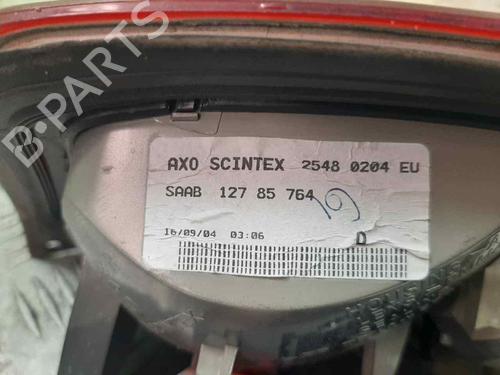 AXO SCINTEX 2548 0204 EU
SAAB 127 85 764
16/09/04 03:06
D
B-PARTS